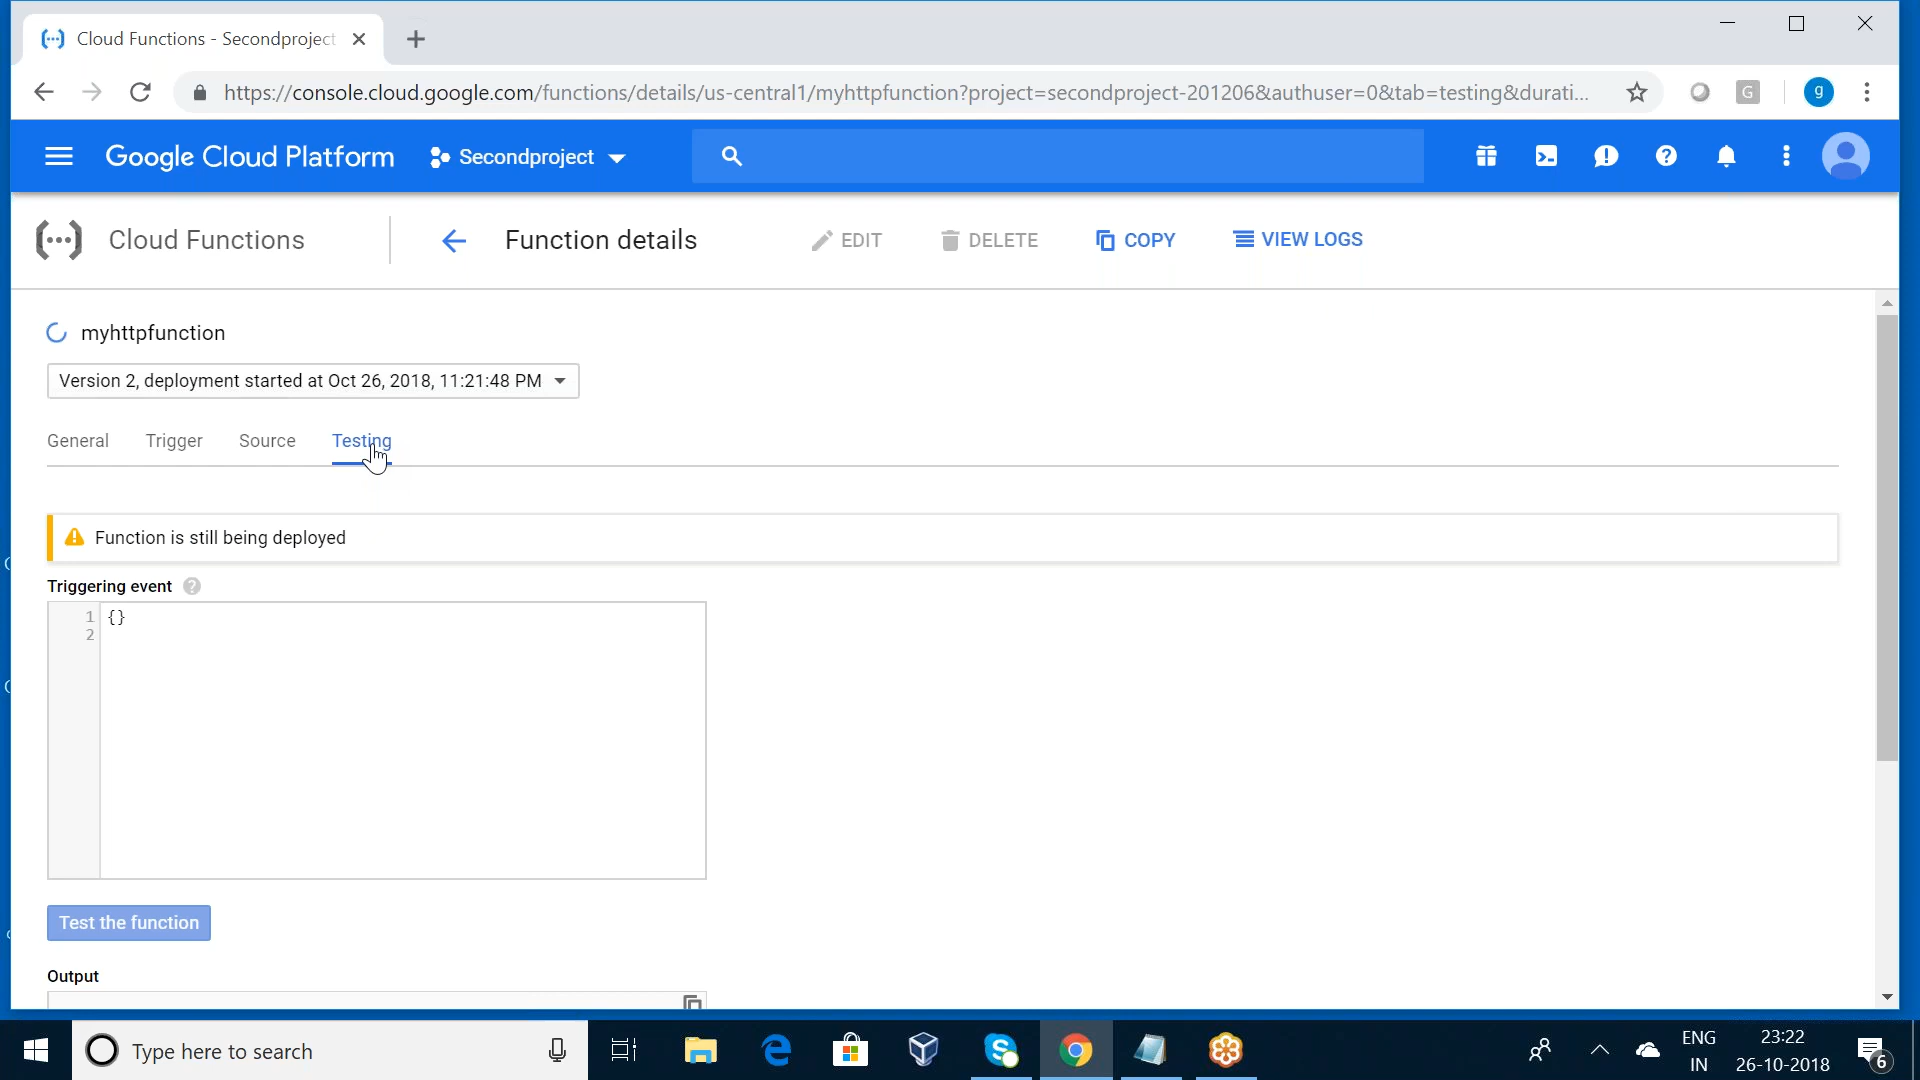 Cloud Functions - Secondproject
https://console.cloud.google.com/functions/details/us-central1/myhttpfunction?project=secondproject-201206&authuser=0&tab=testing&durati...
G
g
Google Cloud Platform
Secondproject
Cloud Functions
Function details
EDIT
DELETE
COPY
VIEW LOGS
myhttpfunction
Version 2, deployment started at Oct 26, 2018, 11:21:48 PM
General Trigger Source Testing
Function is still being deployed
Triggering event ?
1 {}
2
Test the function
Output
Type here to search
ENG
IN
23:22
26-10-2018
6